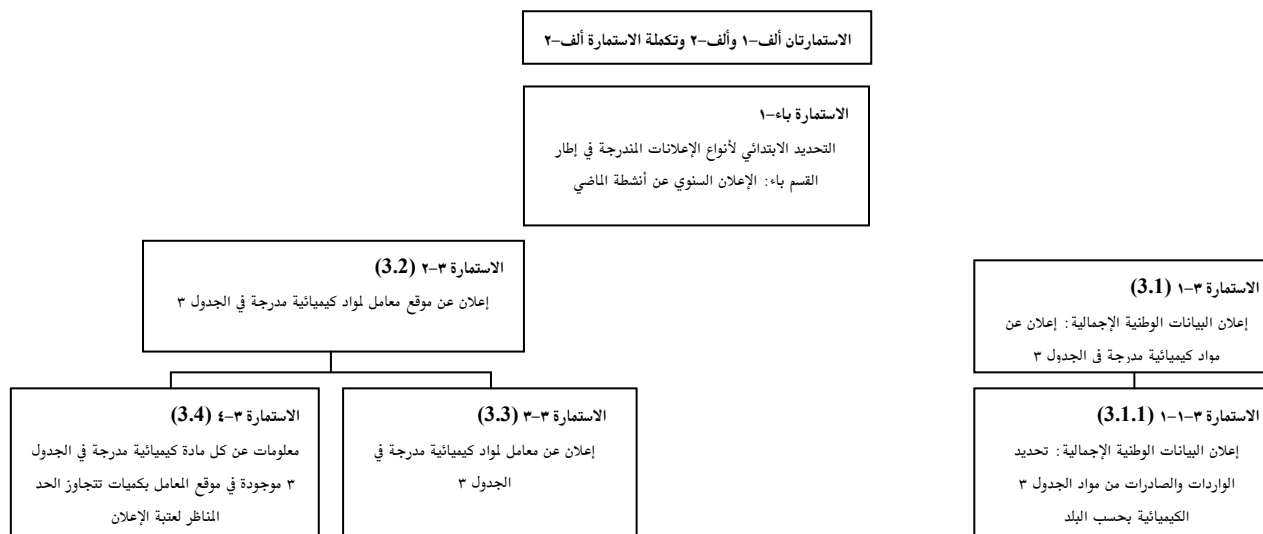 الاستمارتان ألف-١ وألف-٢ وتكملة الاستمارة ألف-٢
الاستمارة باء-١
التحديد الابتدائي لأنواع الإعلانات المندرجة في إطار
القسم باء: الإعلان السنوي عن أنشطة الماضي
الاستمارة ٣-١ (3.1)
إعلان البيانات الوطنية الإجمالية: إعلان عن
مواد كيميائية مدرجة في الجدول ٣
الاستمارة ٣-١-١ (3.1.1)
إعلان البيانات الوطنية الإجمالية: تحديد
الواردات والصادرات من مواد الجدول ٣
الكيميائية بحسب البلد
الاستمارة ٣-٢ (3.2)
إعلان عن موقع معامل لمواد كيميائية مدرجة في الجدول ٣
الاستمارة ٣-٣ (3.3)
إعلان عن معامل لمواد كيميائية مدرجة في
الجدول ٣
الاستمارة ٣-٤ (3.4)
معلومات عن كل مادة كيميائية مدرجة في الجدول
٣ موجودة في موقع المعامل بكميات تتجاوز الحد
المناظر لعتبة الإعلان